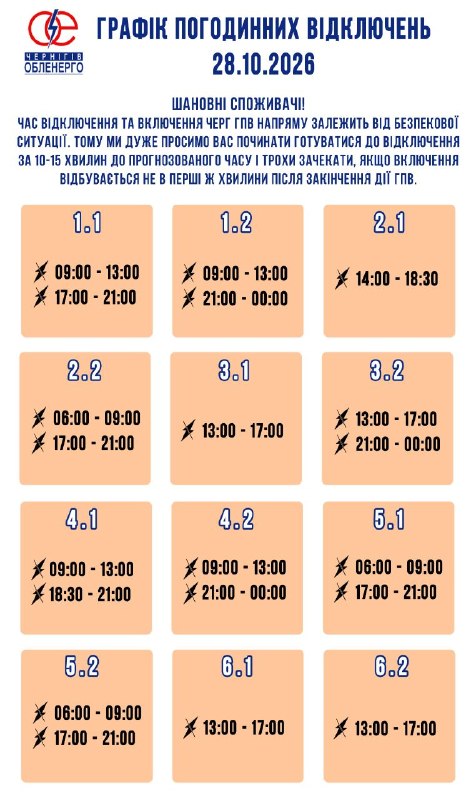 ЧЕРНІГІВ
ОБЛЕНЕРГО
ГРАФІК ПОГОДИННИХ ВІДКЛЮЧЕНЬ
28.10.2026
ШАНОВНІ СПОЖИВАЧІ!
ЧАС ВІДКЛЮЧЕННЯ ТА ВКЛЮЧЕННЯ ЧЕРГ ГПВ НАПРЯМУ ЗАЛЕЖИТЬ ВІД БЕЗПЕКОВОЇ
СИТУАЦІЇ. ТОМУ МИ ДУЖЕ ПРОСИМО ВАС ПОЧИНАТИ ГОТУВАТИСЯ ДО ВІДКЛЮЧЕННЯ
ЗА 10-15 ХВИЛИН ДО ПРОГНОЗОВАНОГО ЧАСУ І ТРОХИ ЗАЧЕКАТИ, ЯКЩО ВКЛЮЧЕННЯ
ВІДБУВАЄТЬСЯ НЕ В ПЕРШІ Ж ХВИЛИНИ ПІСЛЯ ЗАКІНЧЕННЯ ДІЇ ГПВ.
1.1
09:00 - 13:00
17:00 - 21:00
1.2
09:00 - 13:00
21:00 - 00:00
2.1
14:00 - 18:30
2.2
06:00 - 09:00
17:00 - 21:00
3.1
13:00 - 17:00
3.2
13:00 - 17:00
21:00 - 00:00
4.1
09:00 - 13:00
18:30 - 21:00
4.2
09:00 - 13:00
21:00 - 00:00
5.1
06:00 - 09:00
17:00 - 21:00
5.2
06:00 - 09:00
17:00 - 21:00
6.1
13:00 - 17:00
6.2
13:00 - 17:00